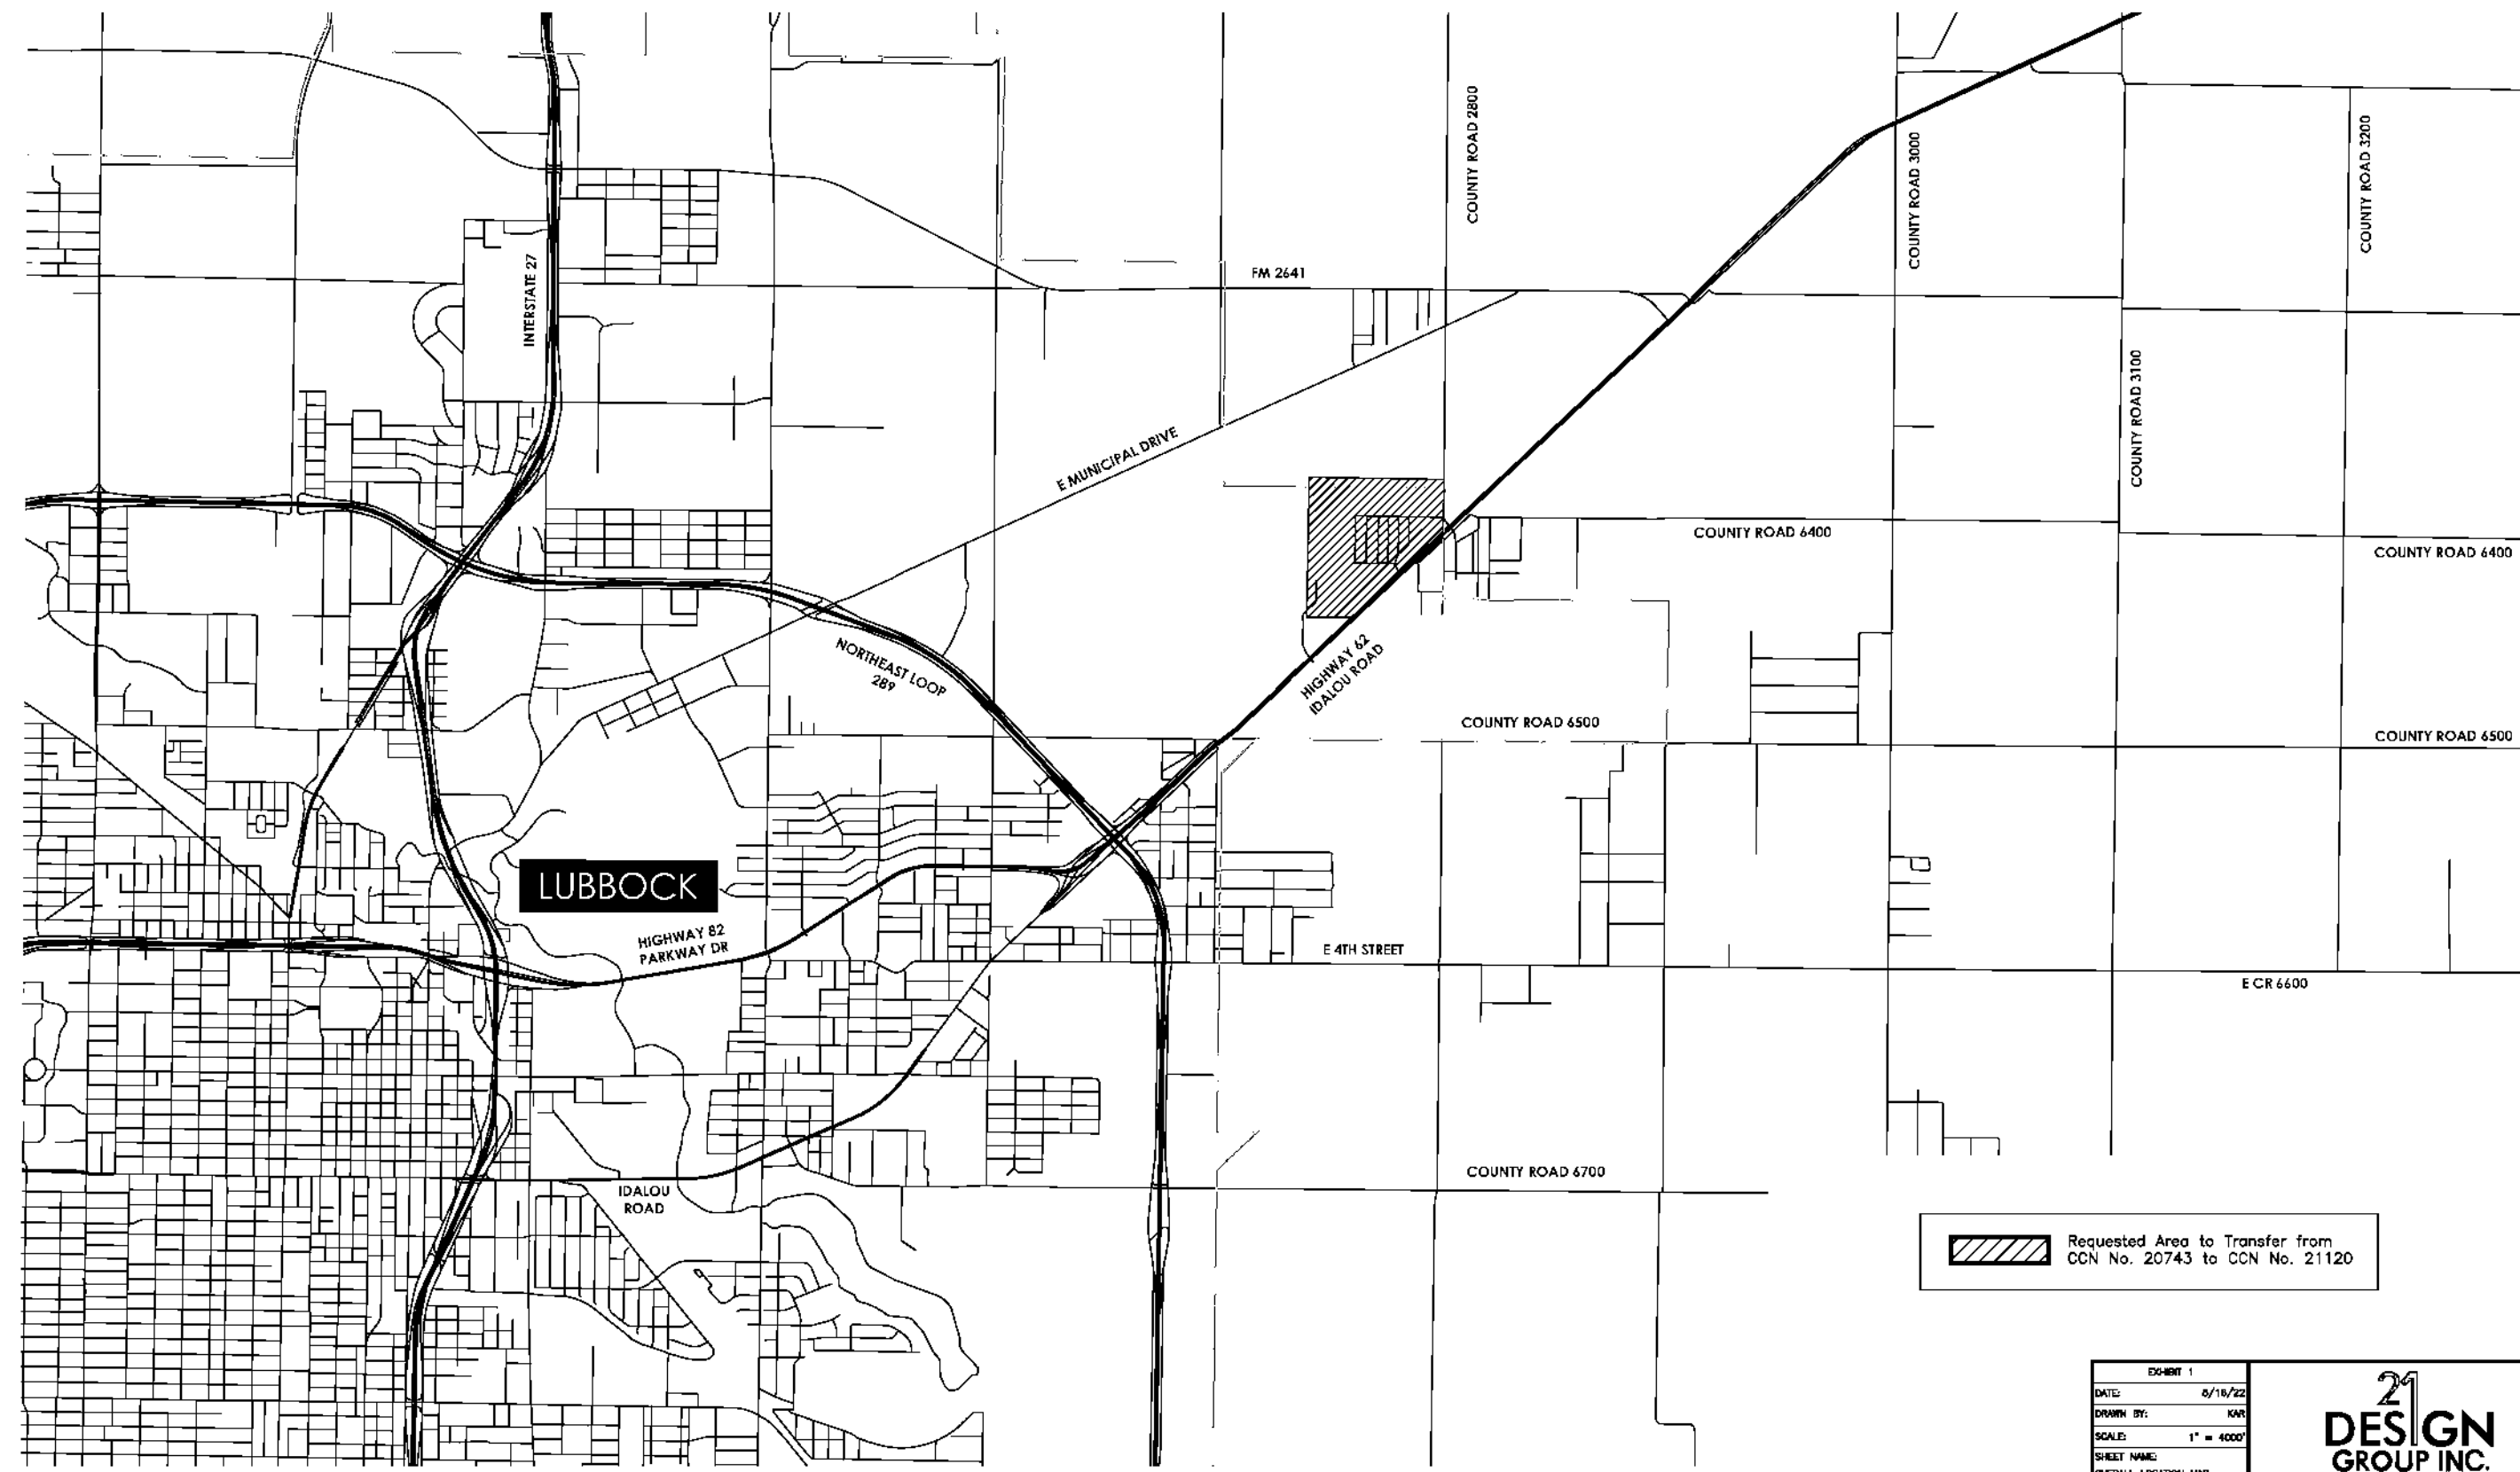 COUNTY ROAD 2800
COUNTY ROAD 3000
COUNTY ROAD 3200
INTERSTATE 27
FM 2641
COUNTY ROAD 3100
E MUNICIPAL DRIVE
COUNTY ROAD 6400
COUNTY ROAD 6400
NORTHEAST LOOP
289
HIGHWAY 62
IDALOU ROAD
COUNTY ROAD 6500
COUNTY ROAD 6500
LUBBOCK
HIGHWAY 82
PARKWAY DR
E 4TH STREET
E CR 6600
COUNTY ROAD 6700
IDALOU
ROAD
Requested Area to Transfer from
CCN No. 20743 to CCN No. 21120
EXHIBIT 1
DATE:
DRAWN BY: KAR
SCALE: 1" = 4000'
SHEET NAME:
21
DESIGN
GROUP INC.